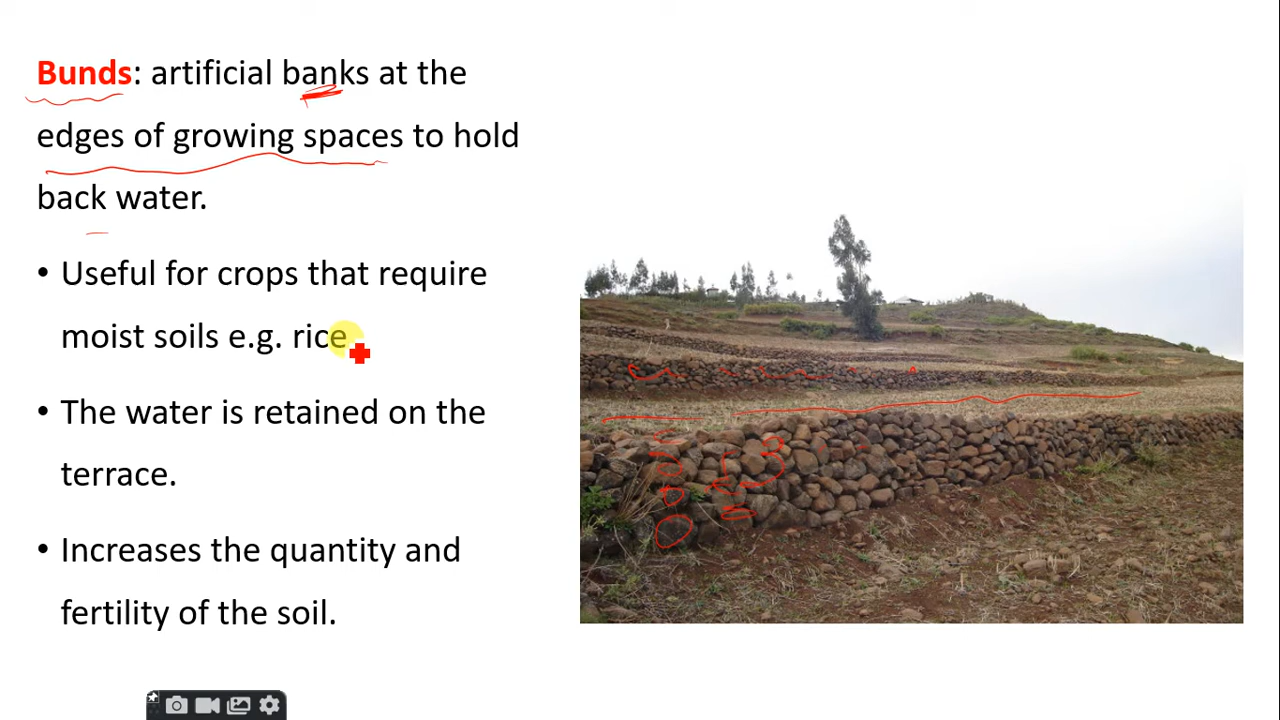 Bunds: artificial banks at the
edges of growing spaces to hold
back water.
• Useful for crops that require
moist soils e.g. rice
• The water is retained on the
terrace.
• Increases the quantity and
fertility of the soil.